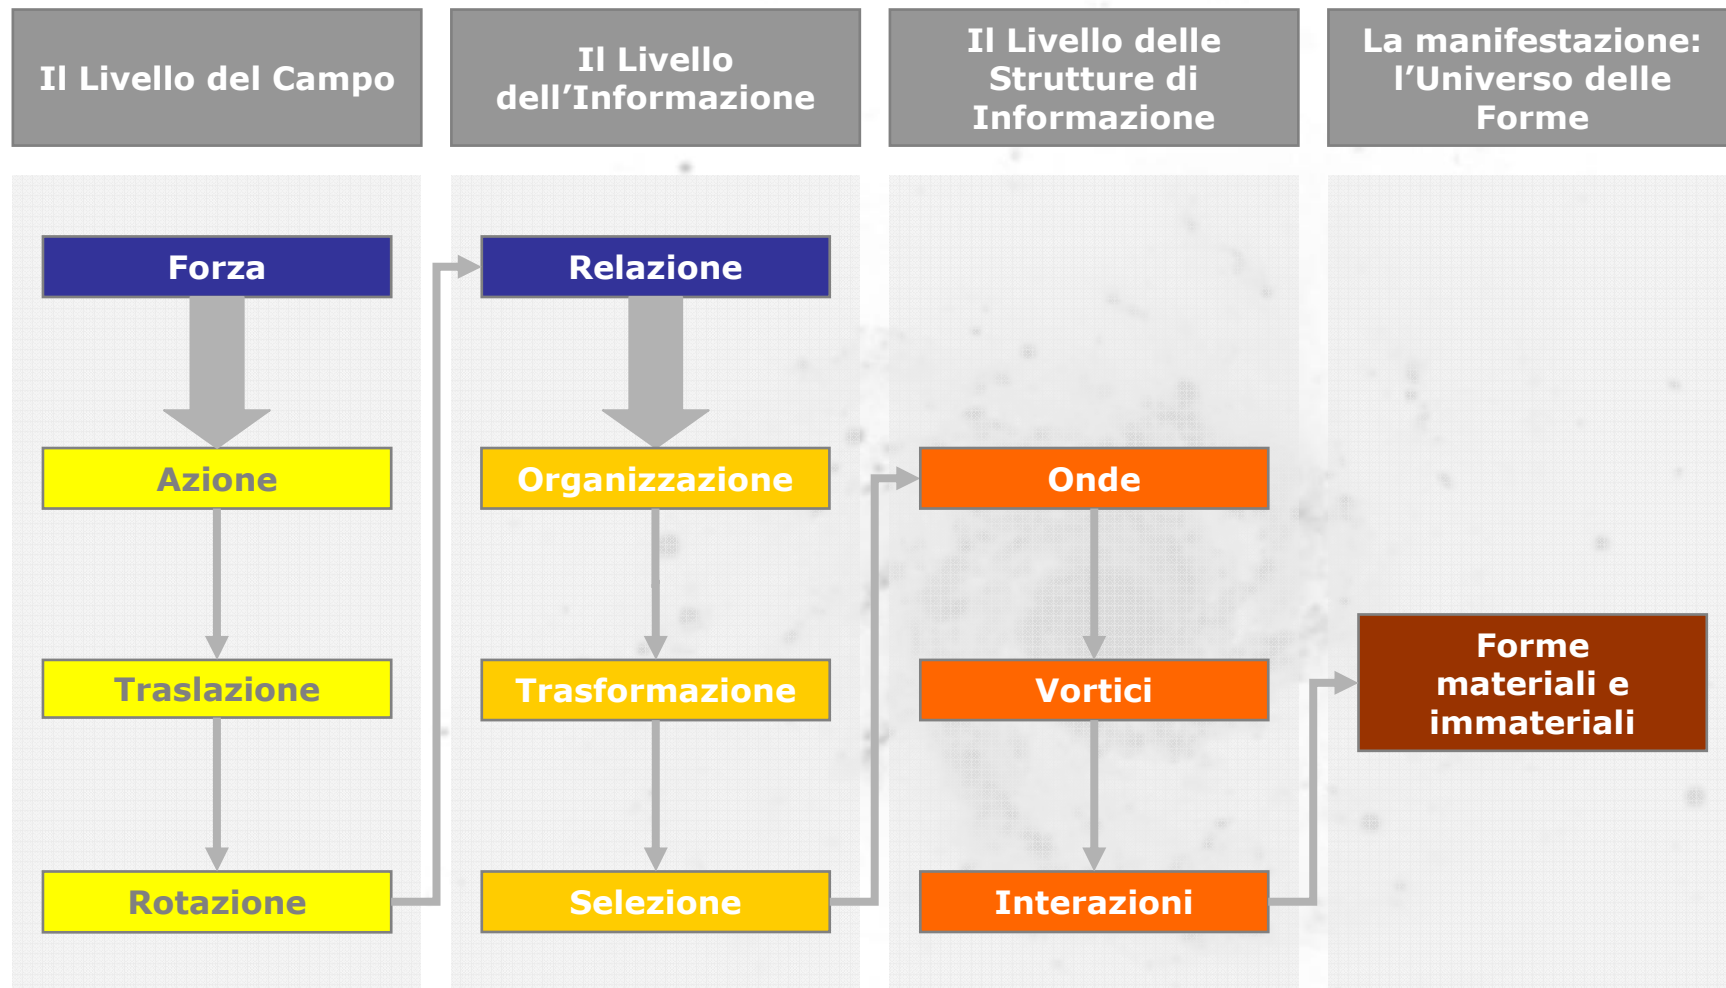 Il Livello del Campo
Il Livello
dell’Informazione
Il Livello delle
Strutture di
Informazione
La manifestazione:
l’Universo delle
Forme
Forza
Azione
Traslazione
Rotazione
Relazione
Organizzazione
Trasformazione
Selezione
Onde
Vortici
Interazioni
Forme
materiali e
immateriali